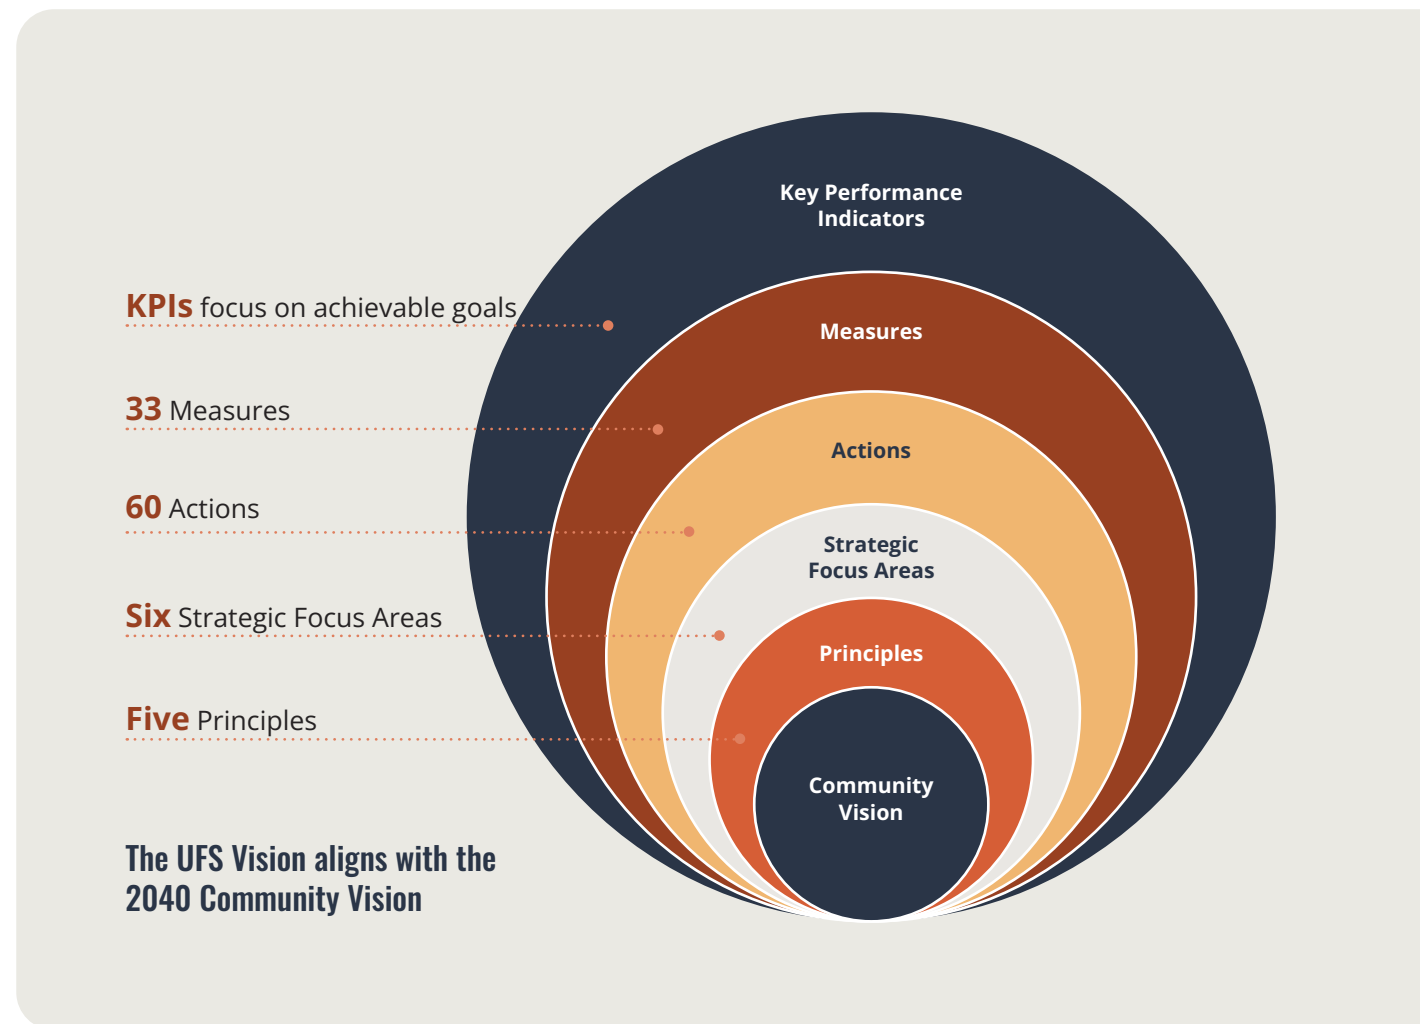 Key Performance
Indicators
KPIs focus on achievable goals
Measures
33 Measures
Actions
60 Actions
Strategic
Focus Areas
Six Strategic Focus Areas
Principles
Five Principles
Community
Vision
The UFS Vision aligns with the
2040 Community Vision